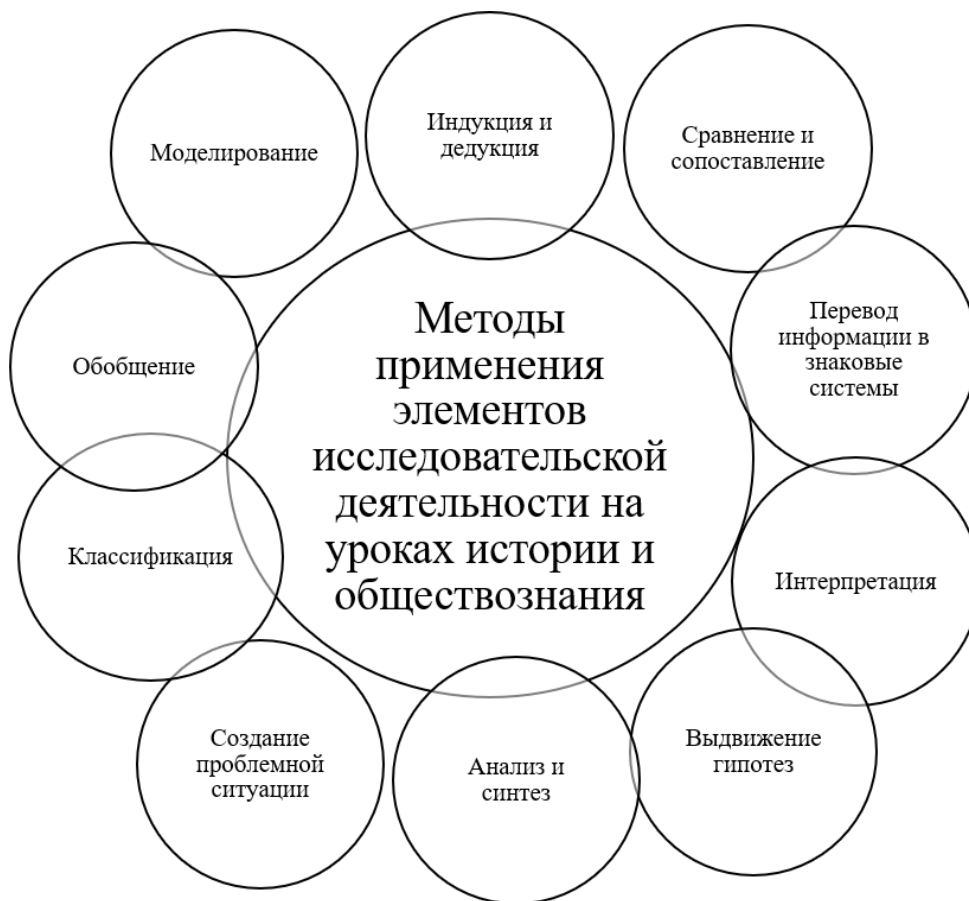 Моделирование
Индукция и
дедукция
Сравнение и
сопоставление
Обобщение
Методы
применения
элементов
исследовательской
деятельности на
уроках истории и
обществознания
Перевод
информации в
знаковые
системы
Классификация
Интерпретация
Создание
проблемной
ситуации
Анализ и
синтез
Выдвижение
гипотез